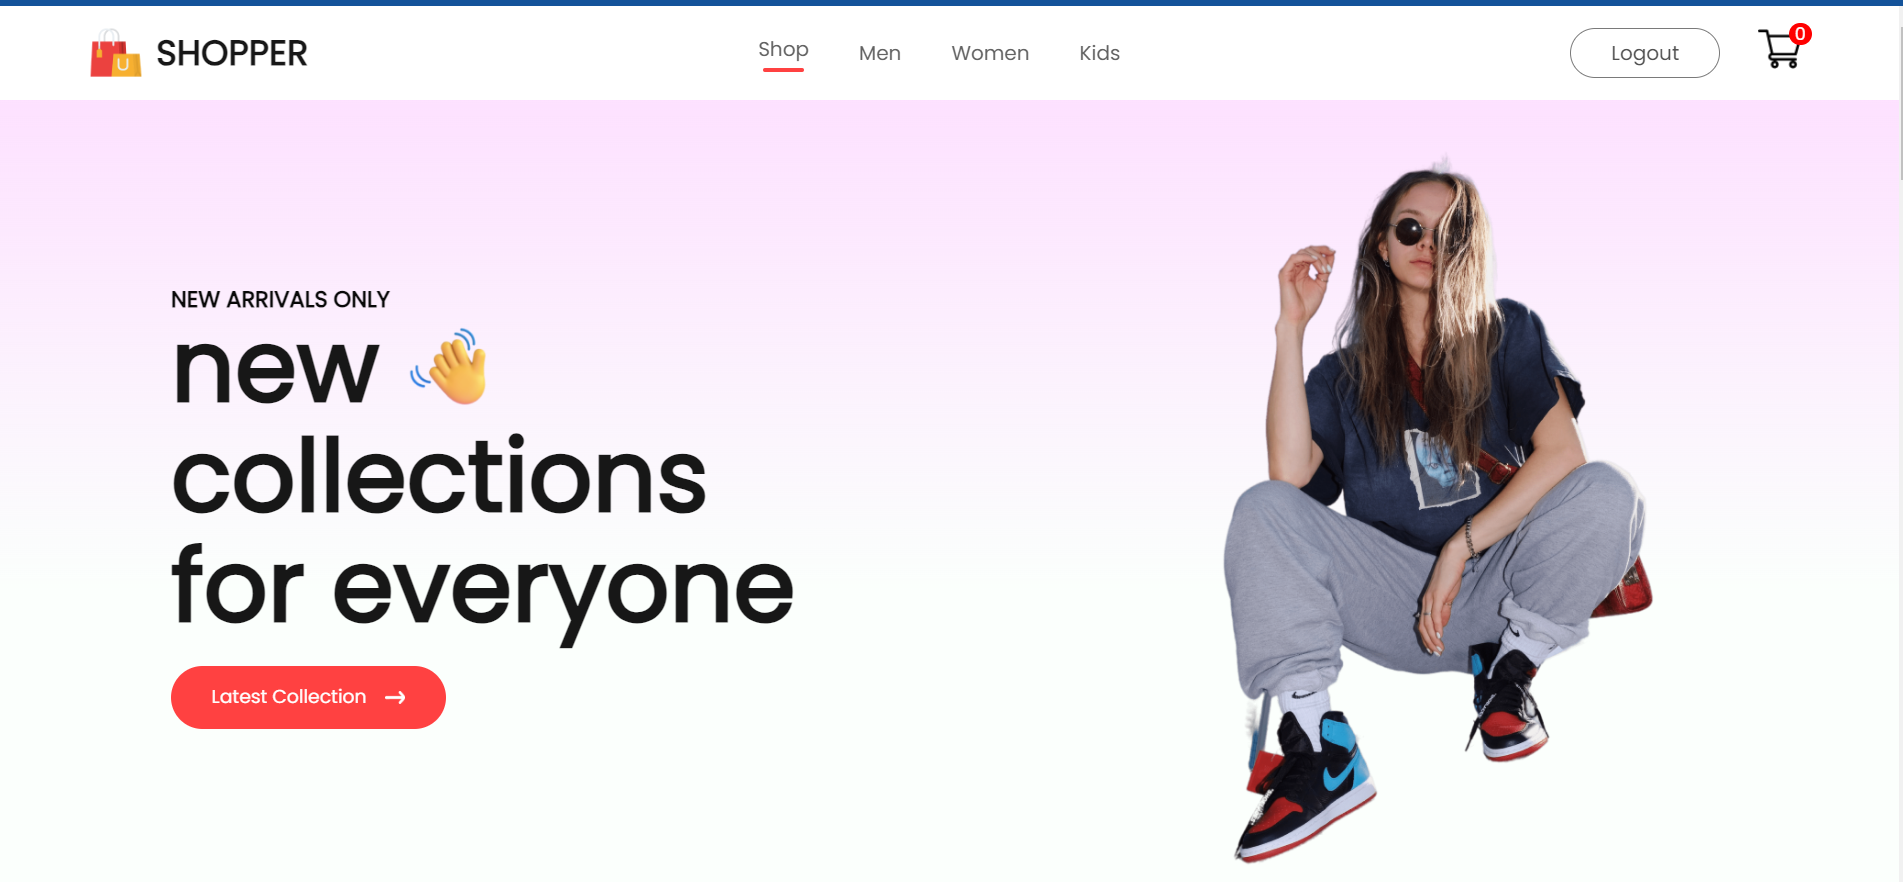 SHOPPER
Shop
Men
Women
Kids
Logout
0
U
NEW ARRIVALS ONLY
new
collections
for everyone
Latest Collection